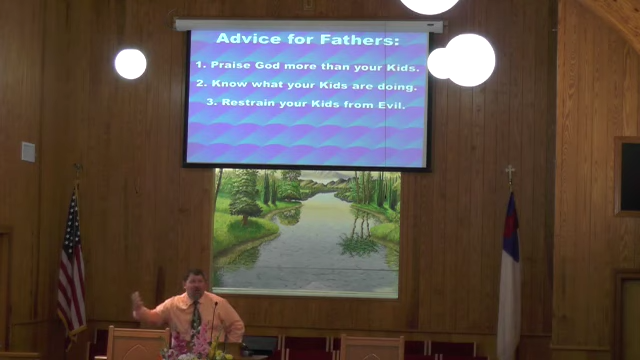 Advice for Fathers:
1. Praise God more than your Kids.
2. Know what your Kids are doing.
3. Restrain your Kids from Evil.